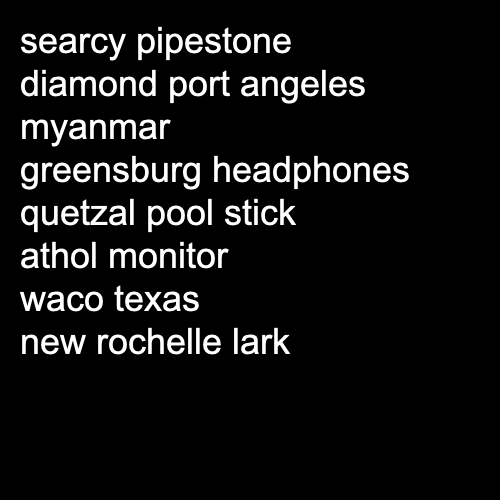 searcy pipestone
diamond port angeles
myanmar
greensburg headphones
quetzal pool stick
athol monitor
waco texas
new rochelle lark